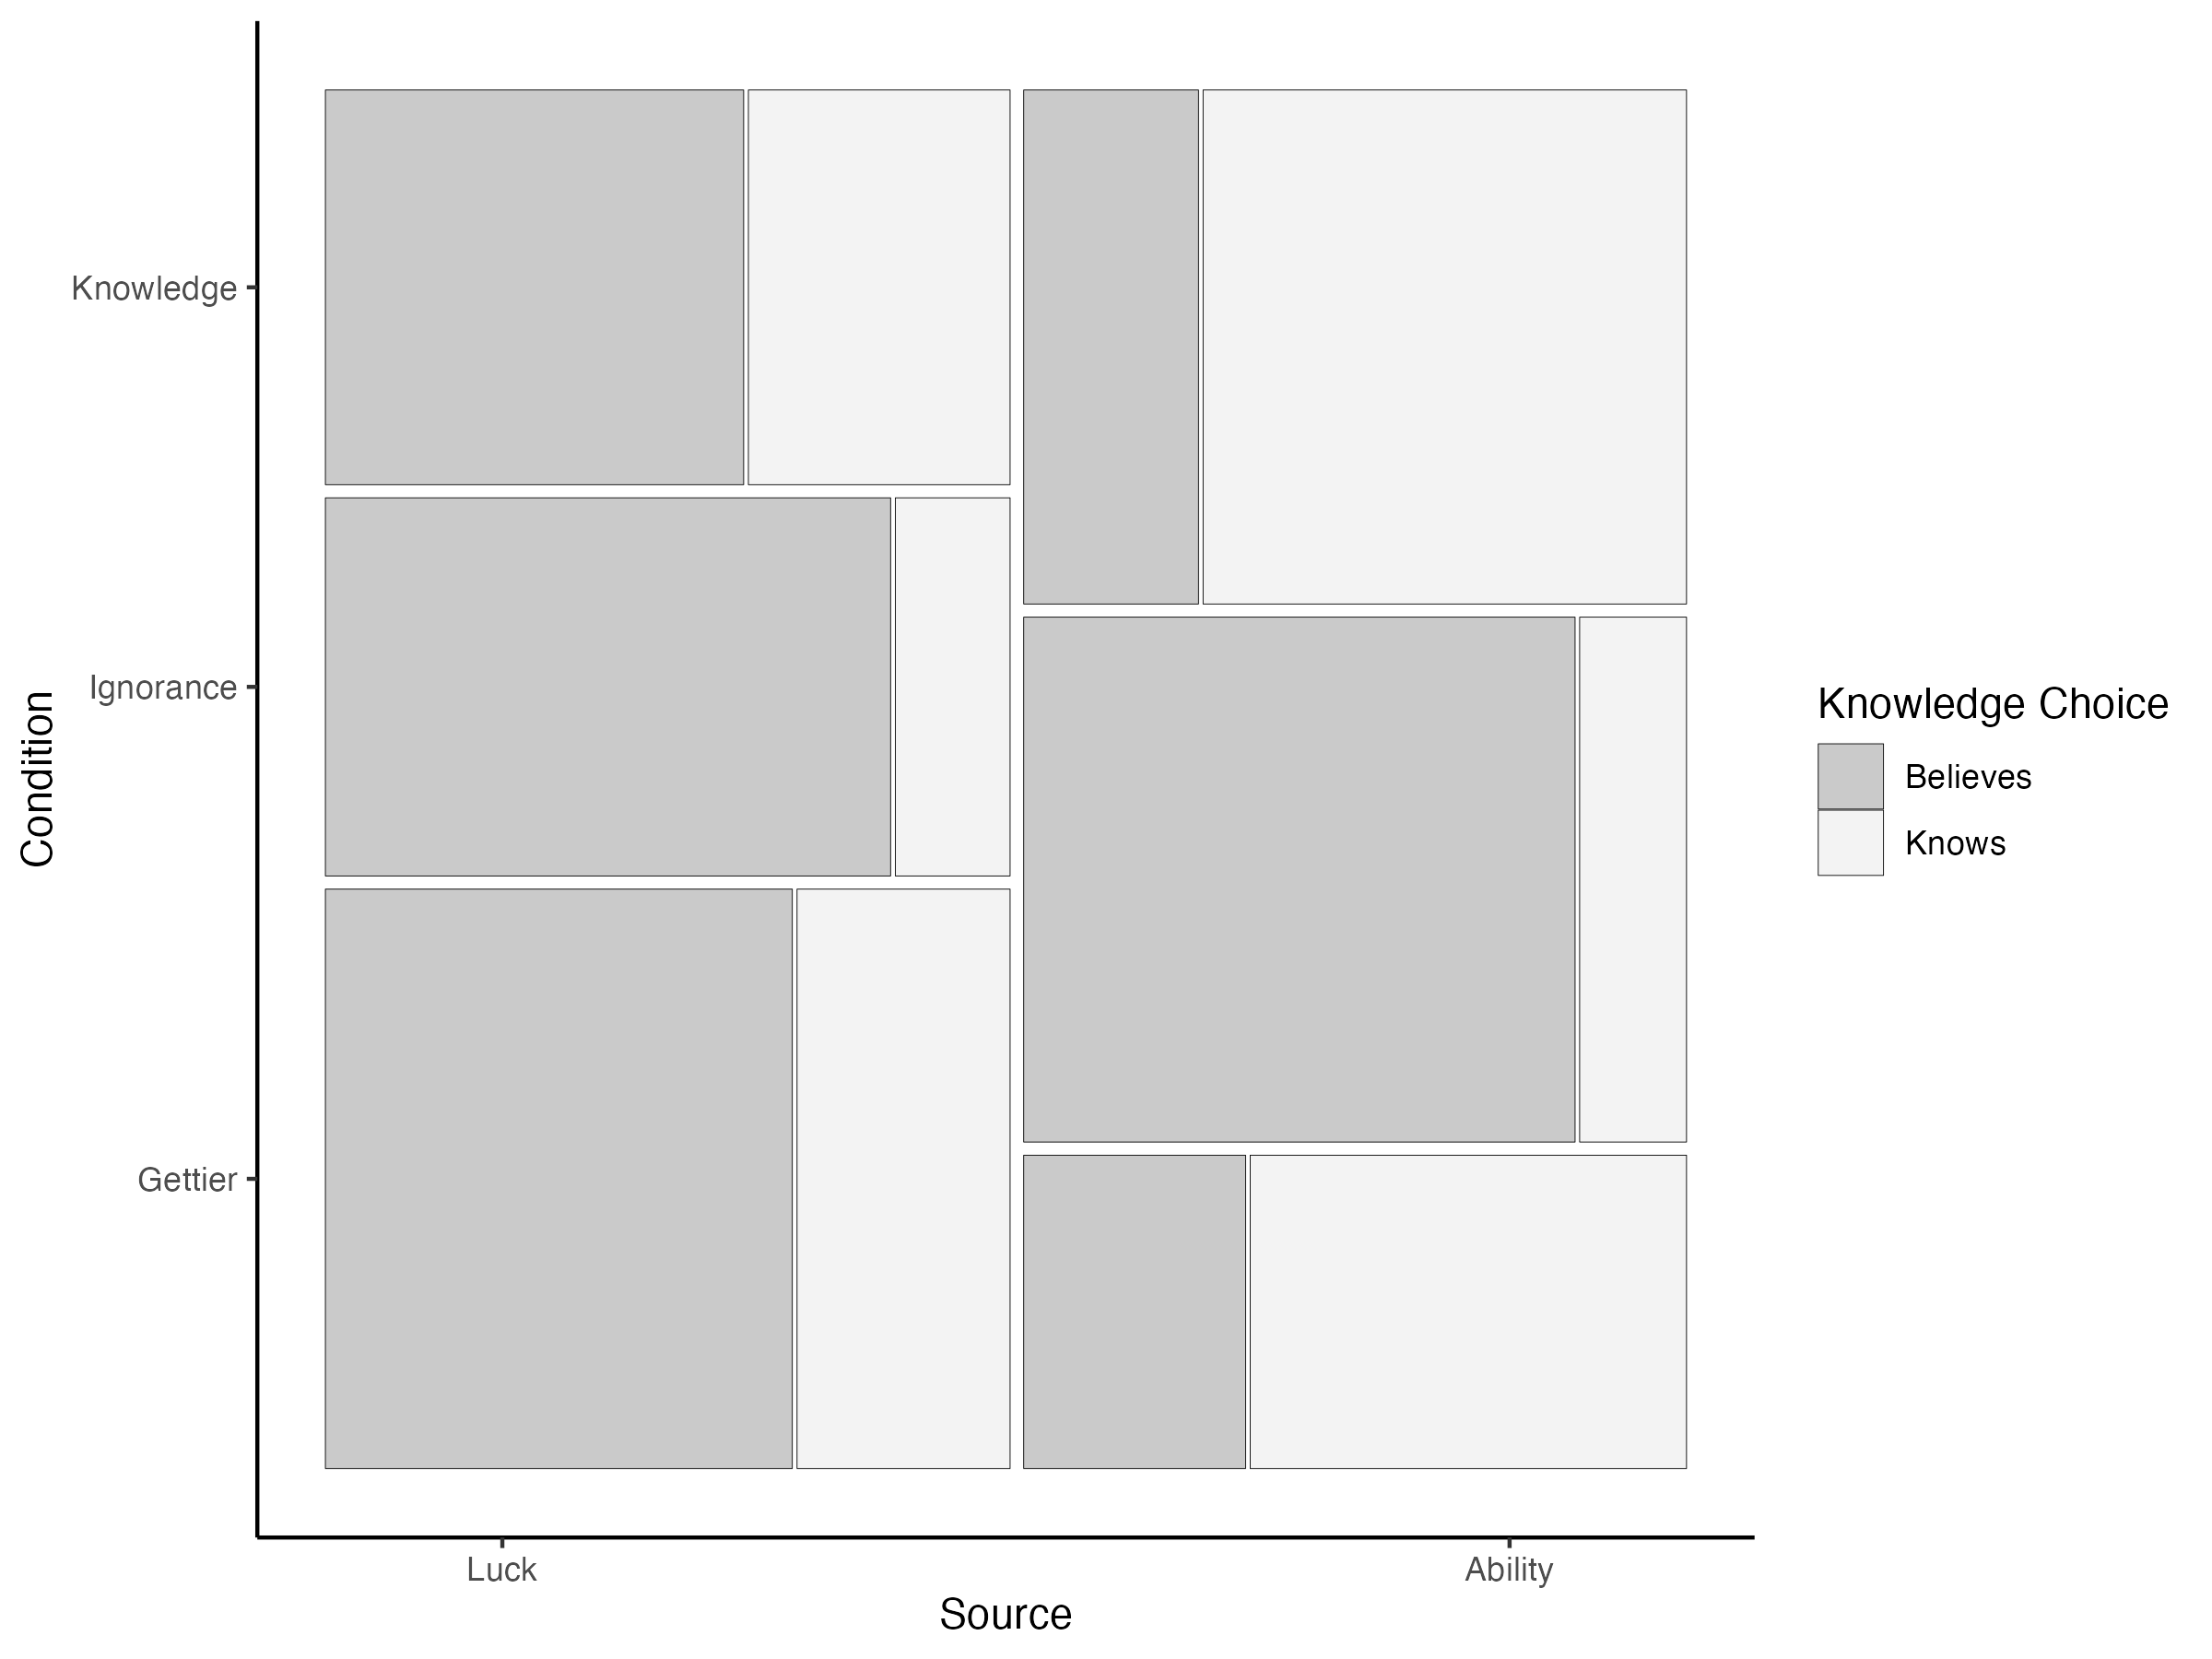 Condition
Knowledge
Ignorance
Gettier
Luck
Ability
Source
Knowledge Choice
Believes
Knows